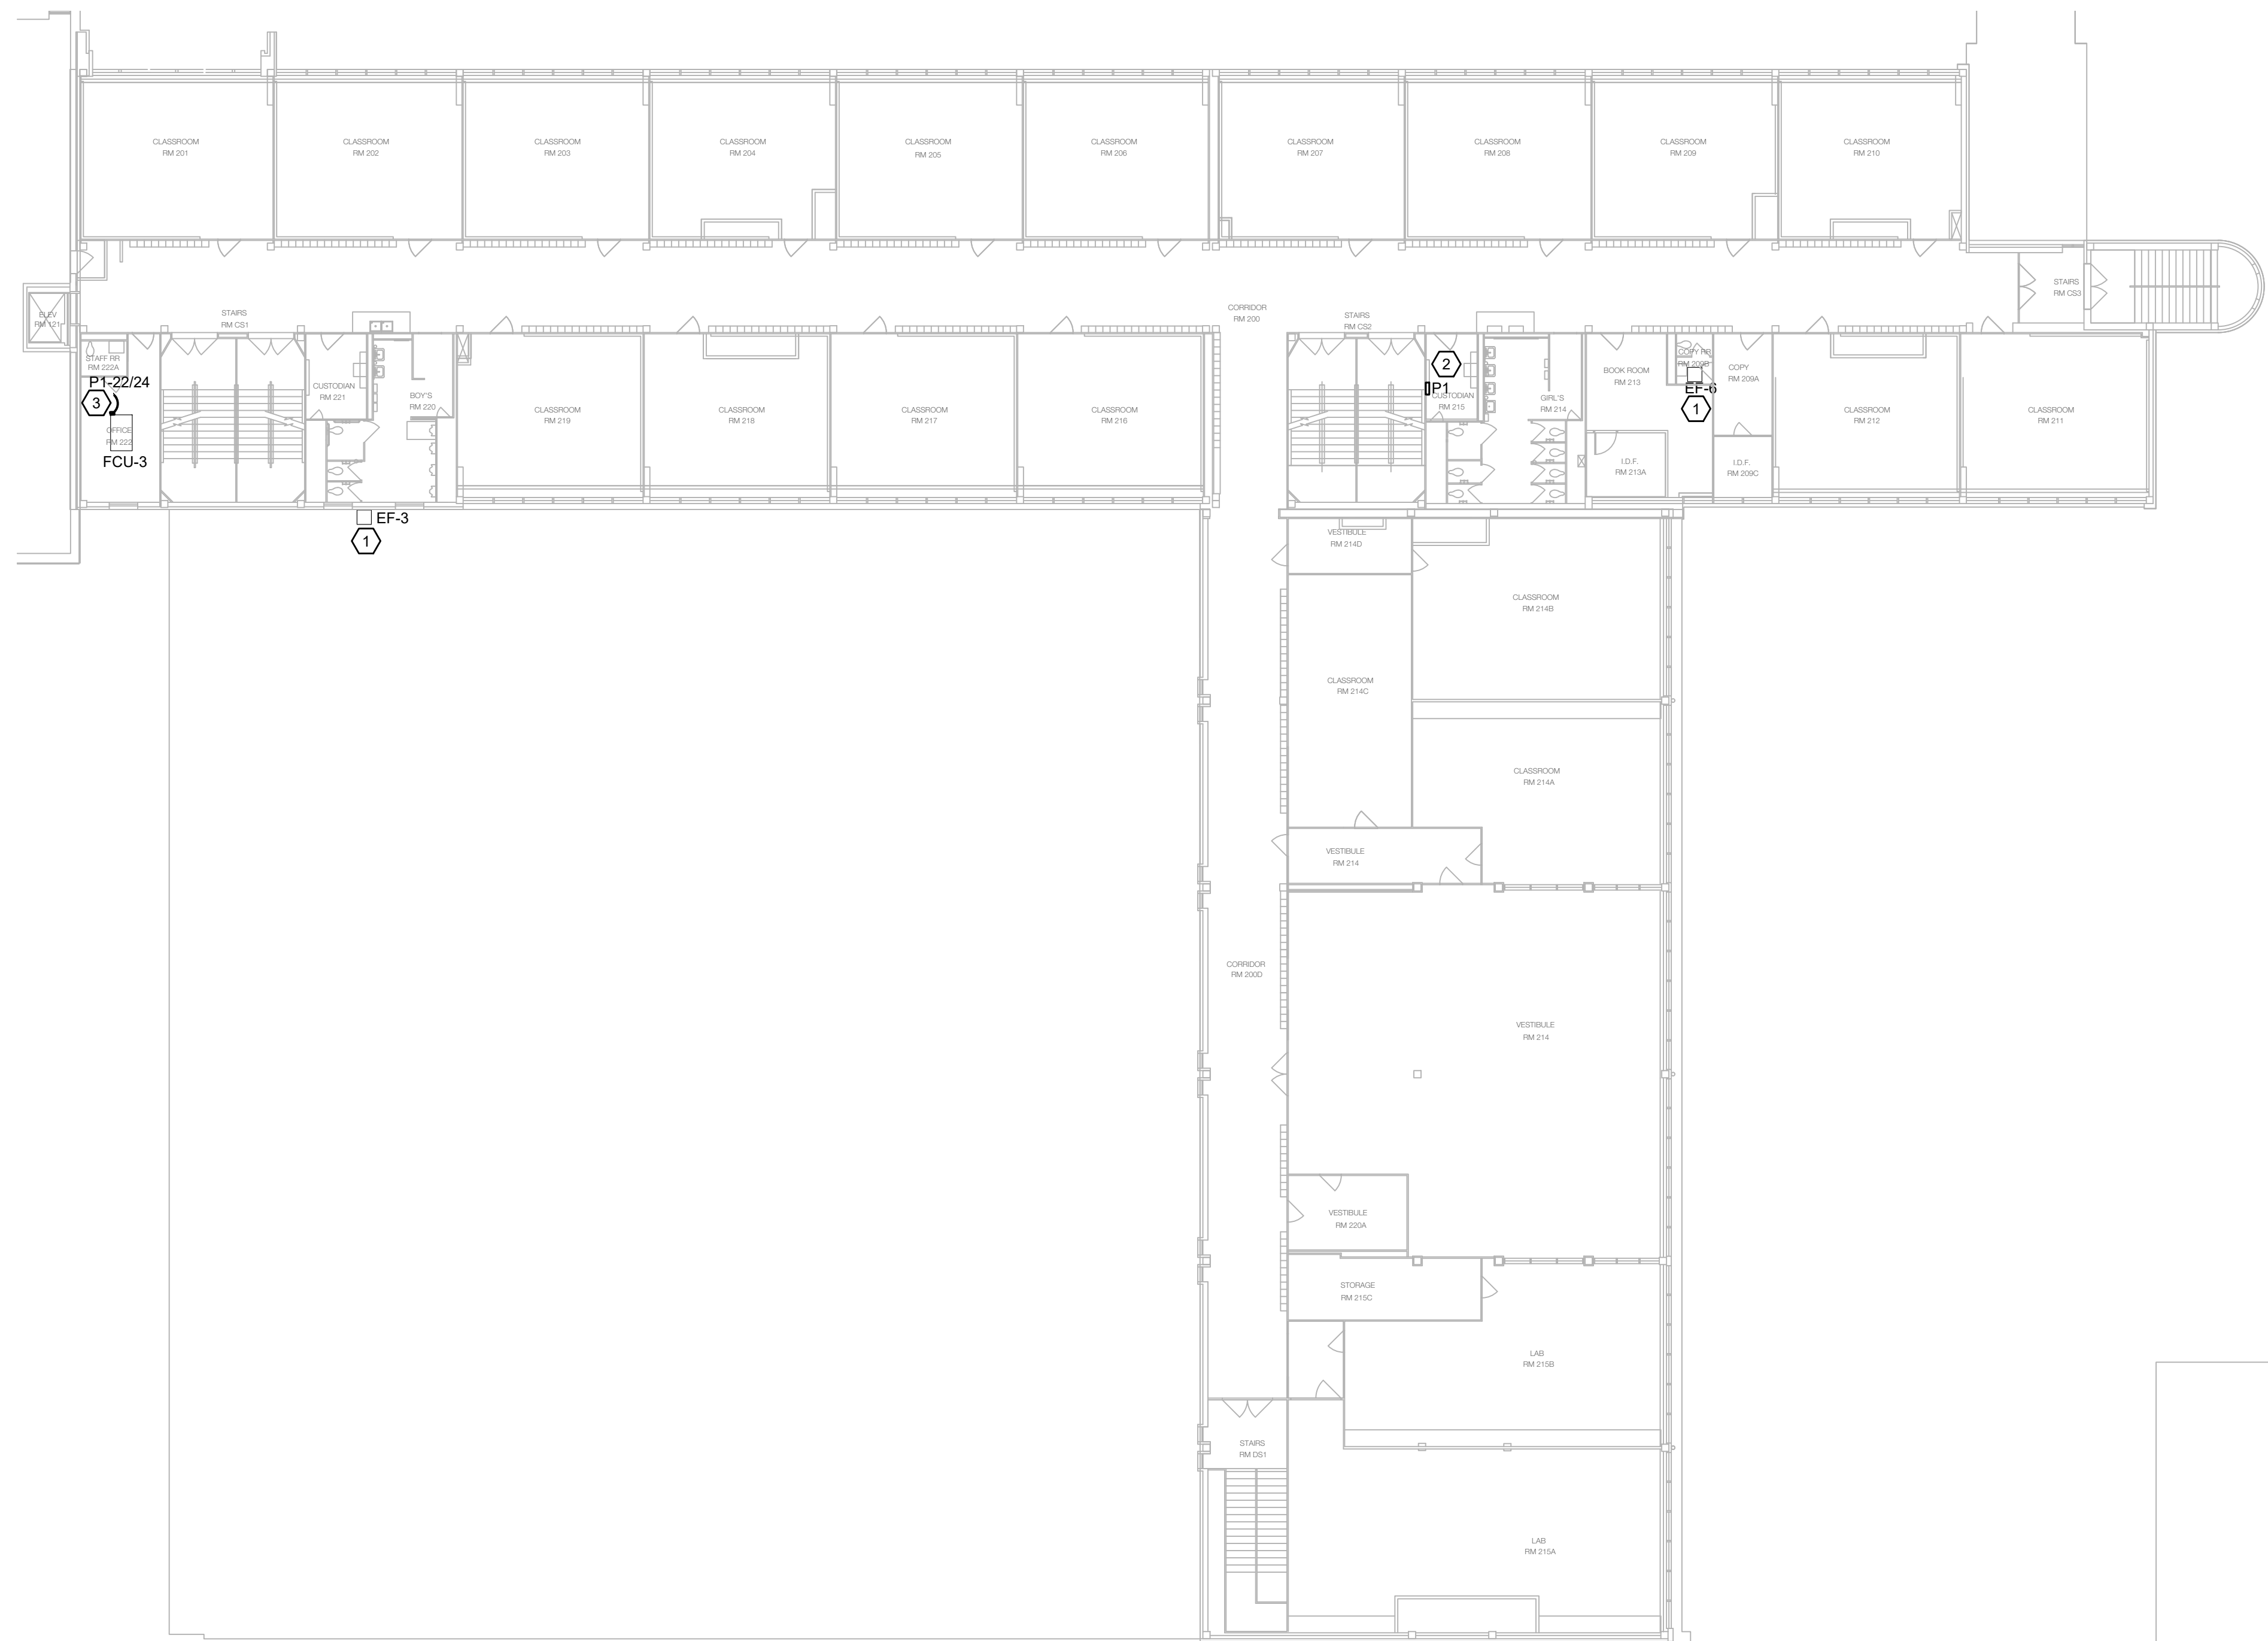 CLASSROOM
RM 201
CLASSROOM
RM 202
CLASSROOM
RM 203
CLASSROOM
RM 204
CLASSROOM
RM 205
CLASSROOM
RM 206
CLASSROOM
RM 207
CLASSROOM
RM 208
CLASSROOM
RM 209
CLASSROOM
RM 210
ELEV
RM 121
STAIRS
RM CS1
CORRIDOR
RM 200
STAIRS
RM CS2
STAIRS
RM CS3
STAFF RR
RM 222A
P1-22/24
3
OFFICE
RM 222
FCU-3
CUSTODIAN
RM 221
BOY'S
RM 220
EF-3
1
CLASSROOM
RM 219
CLASSROOM
RM 218
CLASSROOM
RM 217
CLASSROOM
RM 216
2
P1
CUSTODIAN
RM 215
GIRL'S
RM 214
BOOK ROOM
RM 213
I.D.F.
RM 213A
COPY RR
RM 209B
EF-6
1
COPY
RM 209A
I.D.F.
RM 209C
CLASSROOM
RM 212
CLASSROOM
RM 211
VESTIBULE
RM 214D
CLASSROOM
RM 214B
CLASSROOM
RM 214C
CLASSROOM
RM 214A
VESTIBULE
RM 214
CORRIDOR
RM 200D
VESTIBULE
RM 214
VESTIBULE
RM 220A
STORAGE
RM 215C
LAB
RM 215B
STAIRS
RM DS1
LAB
RM 215A